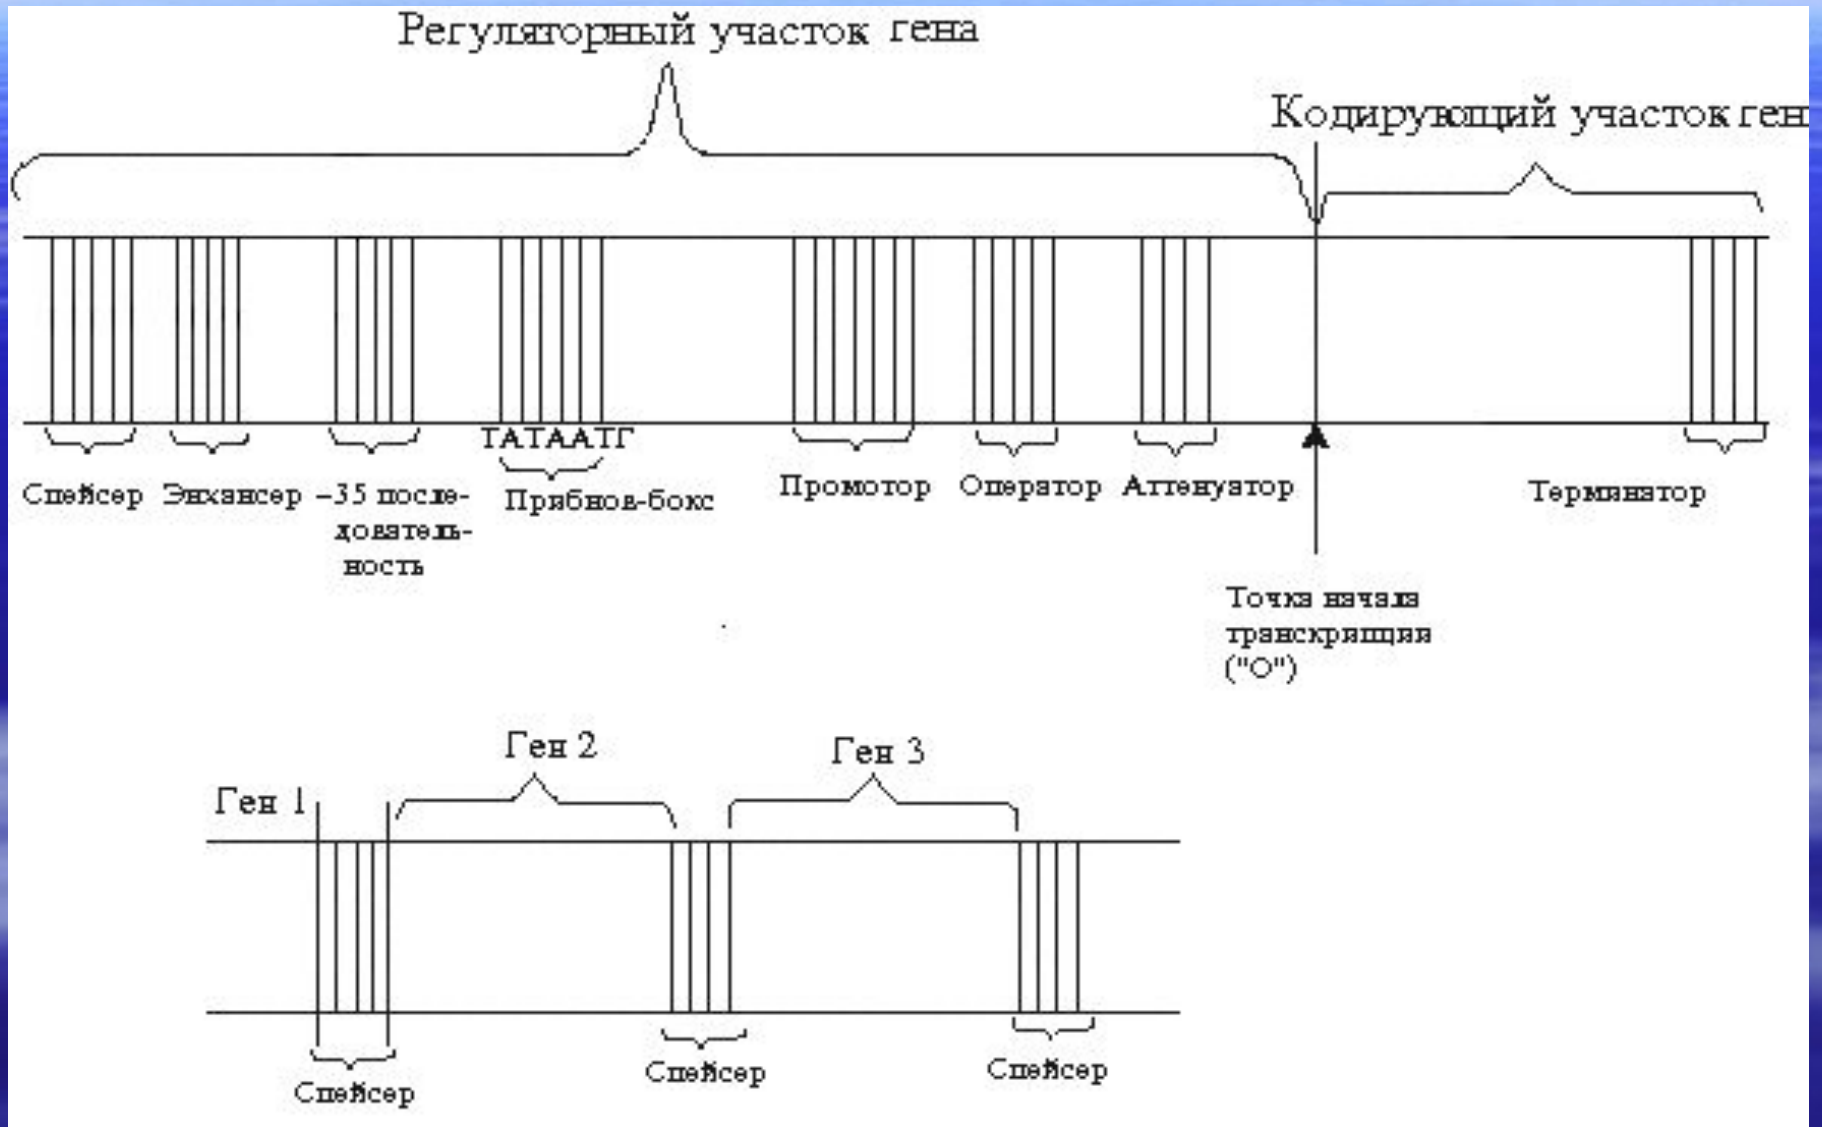 Регуляторный участок гена
Кодирующий участок ген
ТАТААТГ
Спейсер Энхансер –35 после-
дователь-
ность
Прибнов-бокс
Промотор Оператор Аттенуатор
Терминатор
Точка начала
транскрипции
("О")
Ген 1
Ген 2
Ген 3
Спейсер
Спейсер
Спейсер